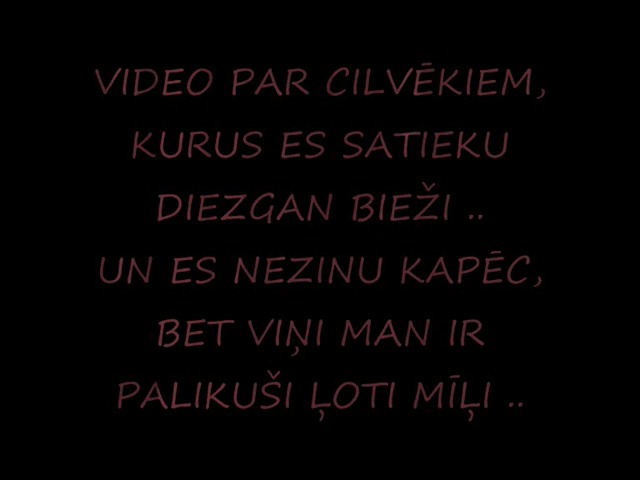 VIDEO PAR CILVĒKIEM,
KURUS ES SATIEKU
DIEZGAN BIEŽI ..
UN ES NEZINU KAPĒC,
BET VIŅI MAN IR
PALIKUŠI ĻOTI MĪĻI ..